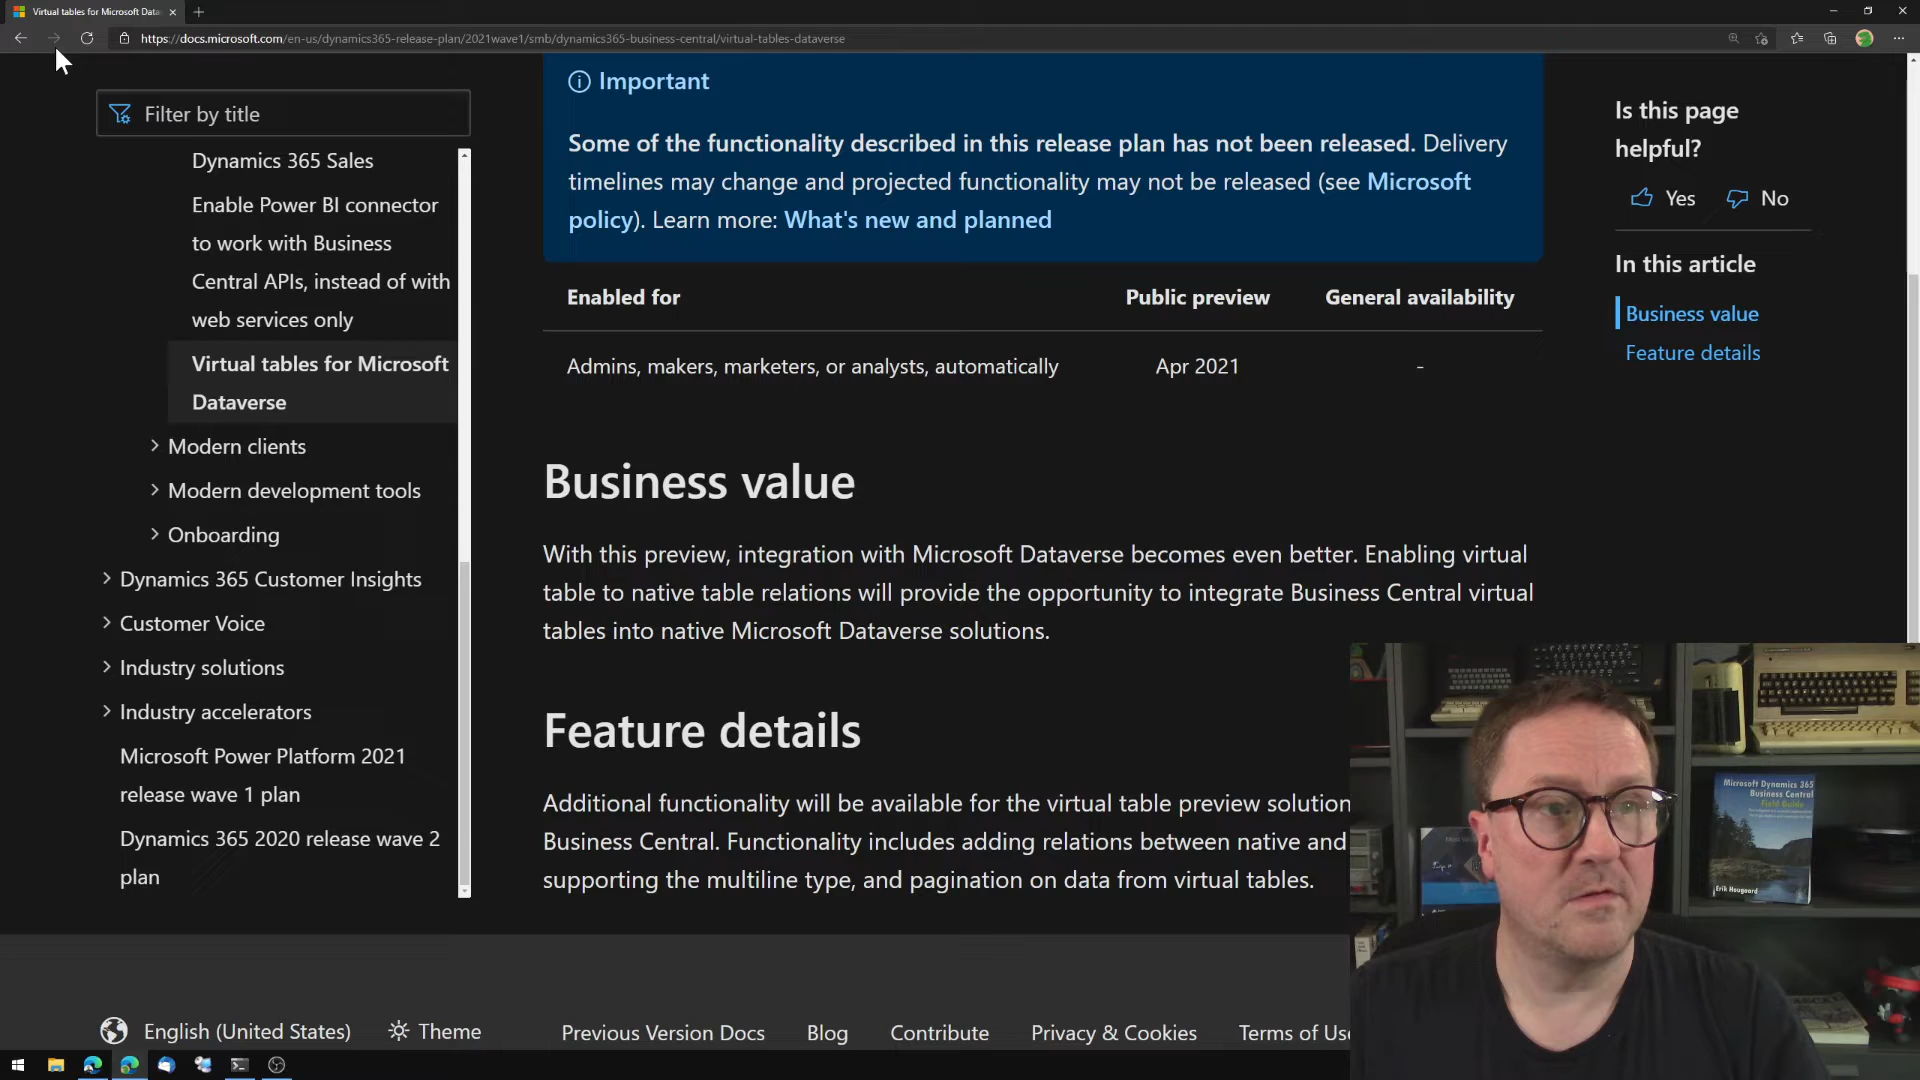 Virtual tables for Microsoft Data
https://docs.microsoft.com/en-us/dynamics365-release-plan/2021wave1/smb/dynamics365-business-central/virtual-tables-dataverse
Filter by title
Dynamics 365 Sales
Enable Power BI connector
to work with Business
Central APIs, instead of with
web services only
Virtual tables for Microsoft
Dataverse
Modern clients
Modern development tools
Onboarding
Dynamics 365 Customer Insights
Customer Voice
Industry solutions
Industry accelerators
Microsoft Power Platform 2021
release wave 1 plan
Dynamics 365 2020 release wave 2
plan
Important
Some of the functionality described in this release plan has not been released. Delivery
timelines may change and projected functionality may not be released (see Microsoft
policy). Learn more: What's new and planned
Enabled for Public preview General availability
Admins, makers, marketers, or analysts, automatically Apr 2021 -
Business value
With this preview, integration with Microsoft Dataverse becomes even better. Enabling virtual
table to native table relations will provide the opportunity to integrate Business Central virtual
tables into native Microsoft Dataverse solutions.
Feature details
Additional functionality will be available for the virtual table preview solution
Business Central. Functionality includes adding relations between native and
supporting the multiline type, and pagination on data from virtual tables.
Is this page
helpful?
Yes No
In this article
Business value
Feature details
Microsoft Dynamics 365
Business Central
Field Guide
Erik Hougaard
English (United States) Theme Previous Version Docs Blog Contribute Privacy & Cookies Terms of Use